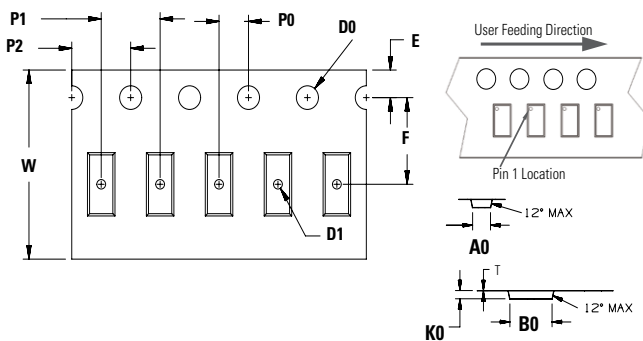 P1
P0
P2
D0
E
W
F
D1
User Feeding Direction
Pin 1 Location
12° MAX
A0
T
12° MAX
K0
B0